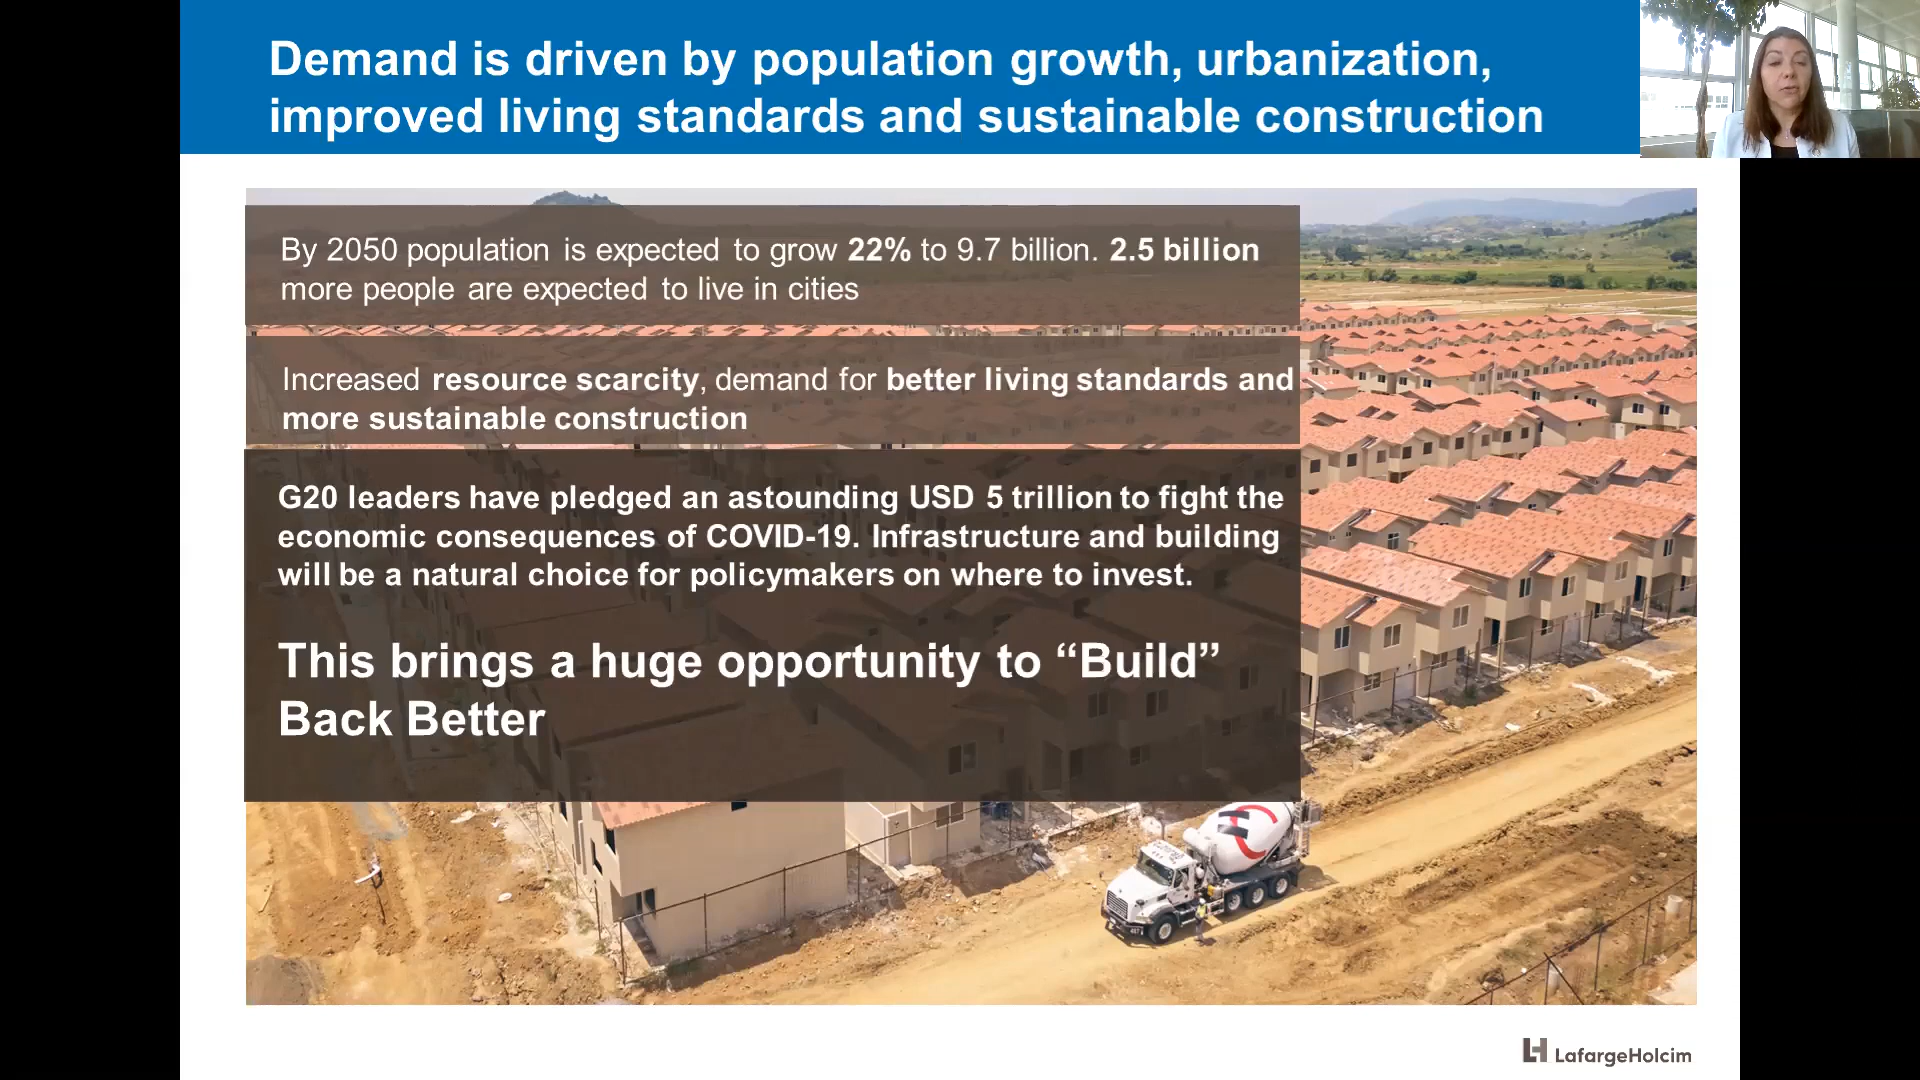 Demand is driven by population growth, urbanization,
improved living standards and sustainable construction
By 2050 population is expected to grow 22% to 9.7 billion. 2.5 billion
more people are expected to live in cities
Increased resource scarcity, demand for better living standards and
more sustainable construction
G20 leaders have pledged an astounding USD 5 trillion to fight the
economic consequences of COVID-19. Infrastructure and building
will be a natural choice for policymakers on where to invest.
This brings a huge opportunity to “Build”
Back Better
LafargeHolcim